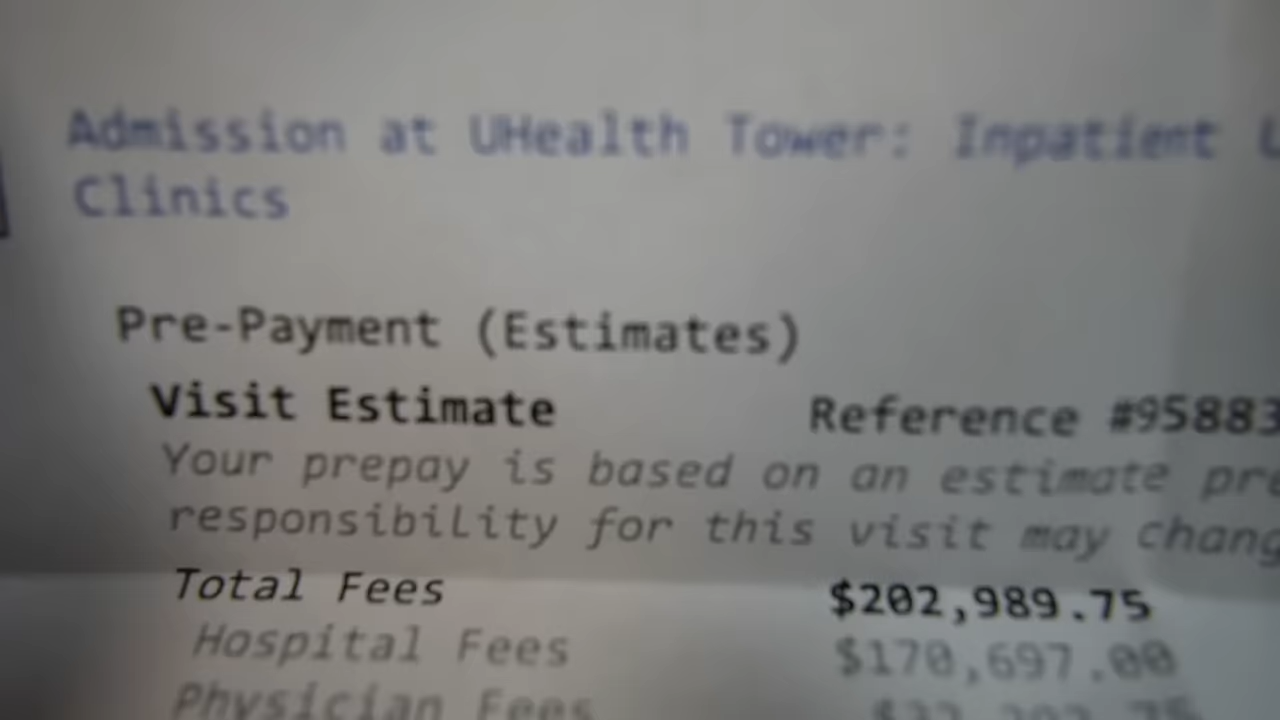 Admission at UHealth Tower: Inpatient
Clinics
Pre-Payment (Estimates)
Visit Estimate Reference #95883
Your prepay is based on an estimate
responsibility for this visit may
Total Fees $202,989.75
Hospital Fees $170,697.00
Physician Fees